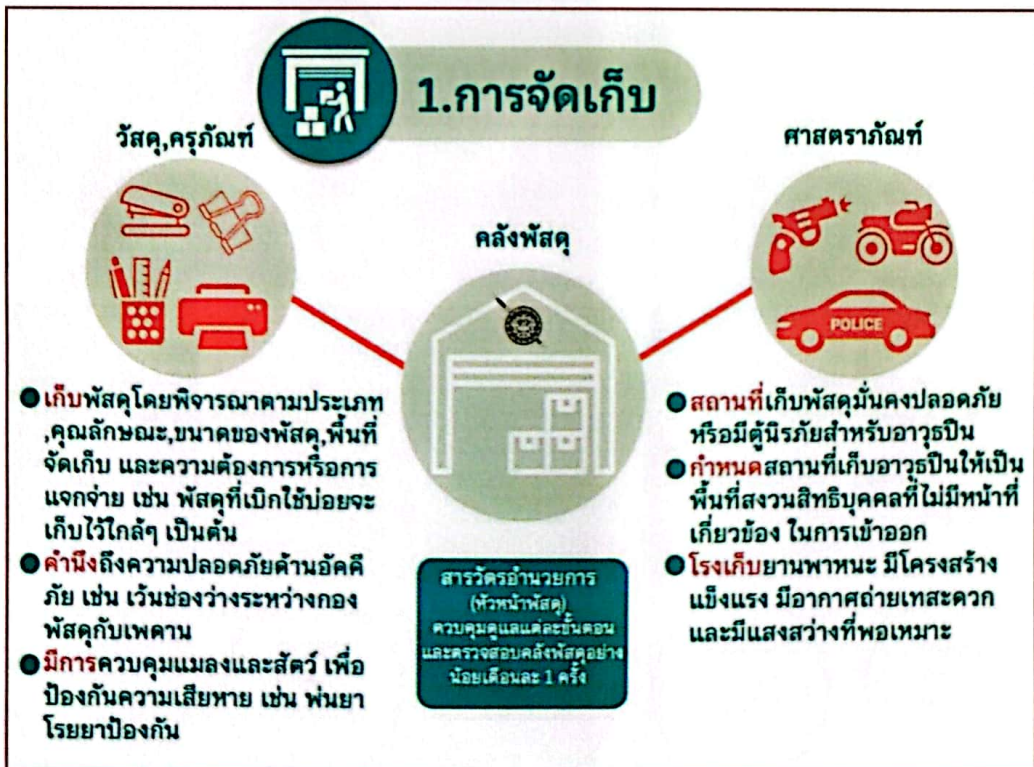 1.การจัดเก็บ
วัสดุ,ครุภัณฑ์
เก็บพัสดุโดยพิจารณาตามประเภท
,คุณลักษณะ,ขนาดของพัสดุ,พื้นที่
จัดเก็บ และความต้องการหรือการ
แจกจ่าย เช่น พัสดุที่เบิกใช้บ่อยจะ
เก็บไว้ใกล้ๆ เป็นต้น
คำนึงถึงความปลอดภัยด้านอัคคี
ภัย เช่น เว้นช่องว่างระหว่างกอง
พัสดุกับเพดาน
มีการควบคุมแมลงและสัตว์ เพื่อ
ป้องกันความเสียหาย เช่น พ่นยา
โรยยาป้องกัน
คลังพัสดุ
สารวัตรอำนวยการ
(หัวหน้าพัสดุ)
ควบคุมดูแลแต่ละขั้นตอน
และตรวจสอบคลังพัสดุอย่าง
น้อยเดือนละ 1 ครั้ง
ศาสตราภัณฑ์
POLICE
สถานที่เก็บพัสดุมั่นคงปลอดภัย
หรือมีตู้นิรภัยสำหรับอาวุธปืน
กำหนดสถานที่เก็บอาวุธปืนให้เป็น
พื้นที่สงวนสิทธิบุคคลที่ไม่มีหน้าที่
เกี่ยวข้อง ในการเข้าออก
โรงเก็บยานพาหนะ มีโครงสร้าง
แข็งแรง มีอากาศถ่ายเทสะดวก
และมีแสงสว่างที่พอเหมาะ